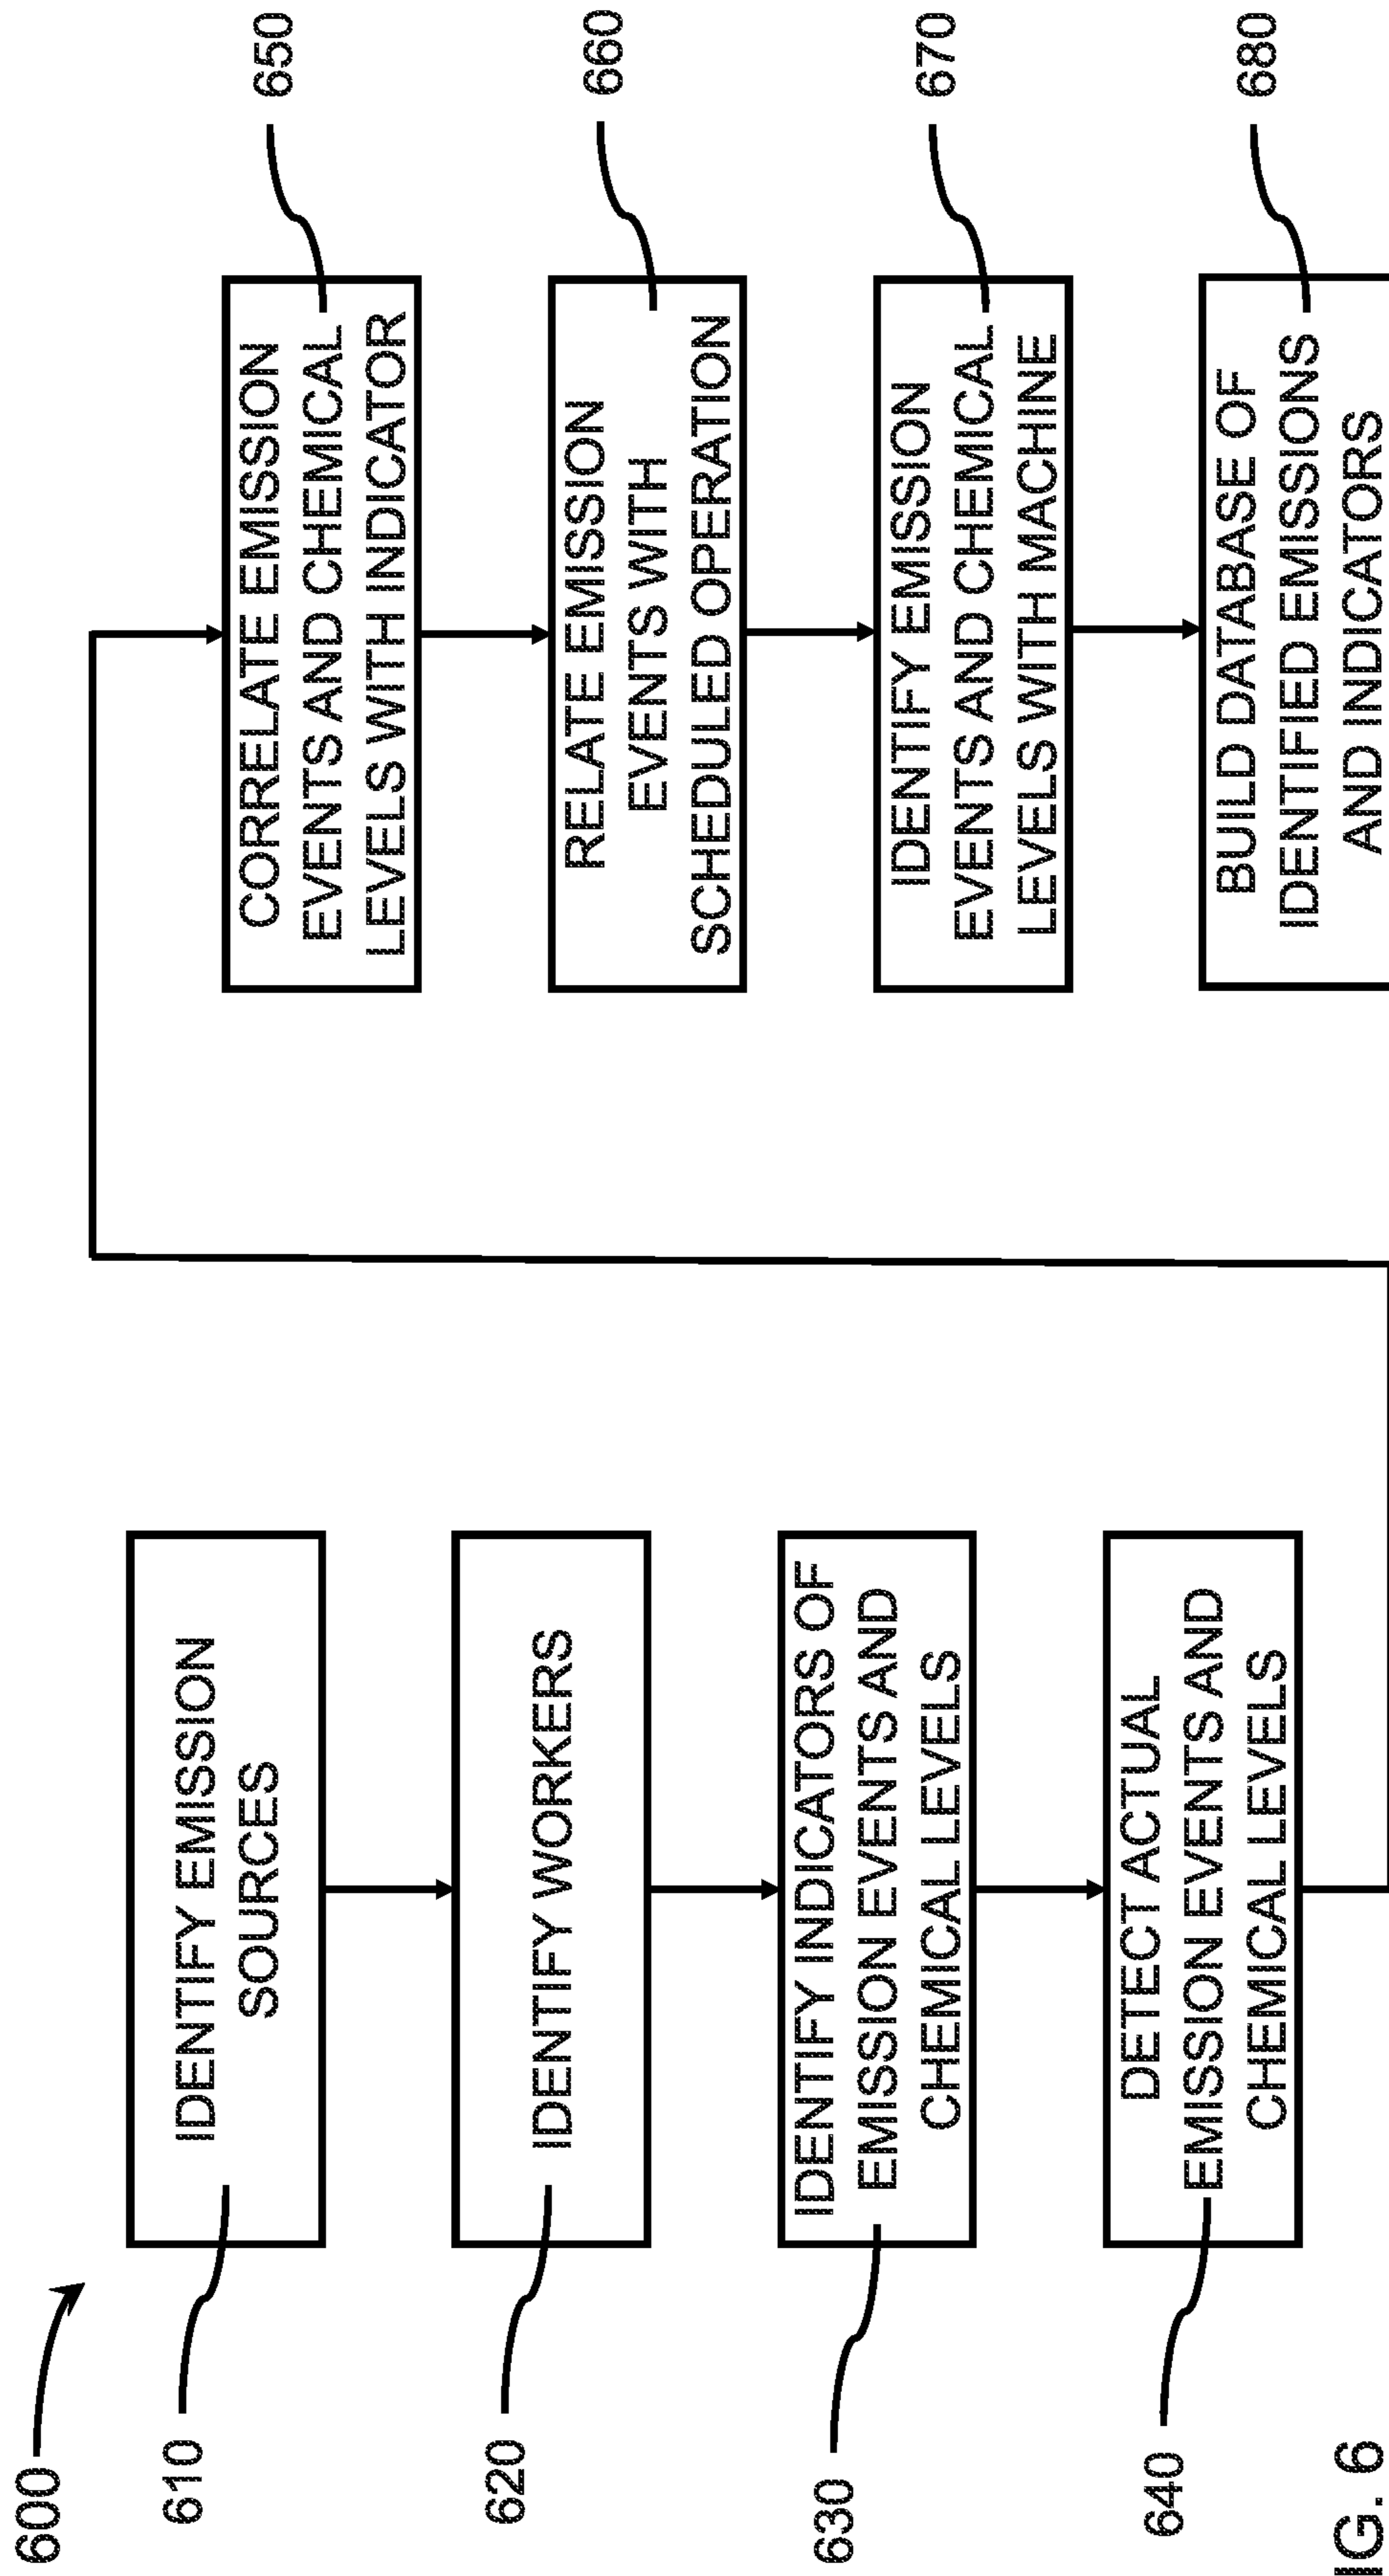 600
610
IDENTIFY EMISSION
SOURCES
620
IDENTIFY WORKERS
630
IDENTIFY INDICATORS OF
EMISSION EVENTS AND
CHEMICAL LEVELS
640
DETECT ACTUAL
EMISSION EVENTS AND
CHEMICAL LEVELS
650
CORRELATE EMISSION
EVENTS AND CHEMICAL
LEVELS WITH INDICATOR
660
RELATE EMISSION
EVENTS WITH
SCHEDULED OPERATION
670
IDENTIFY EMISSION
EVENTS AND CHEMICAL
LEVELS WITH MACHINE
680
BUILD DATABASE OF
IDENTIFIED EMISSIONS
AND INDICATORS
IG. 6